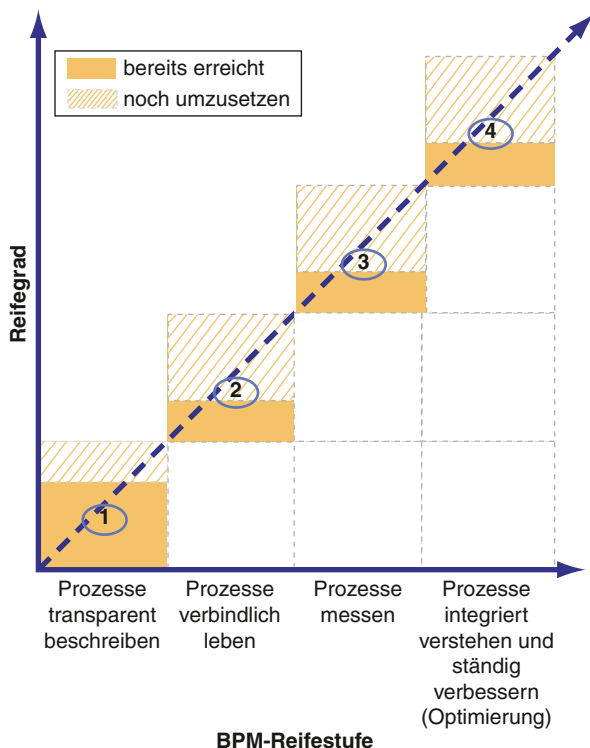 bereits erreicht
noch umzusetzen
4
3
2
1
Reifegrad
Prozesse
transparent
beschreiben
Prozesse
verbindlich
leben
Prozesse
messen
Prozesse
integriert
verstehen und
ständig
verbessern
(Optimierung)
BPM-Reifestufe